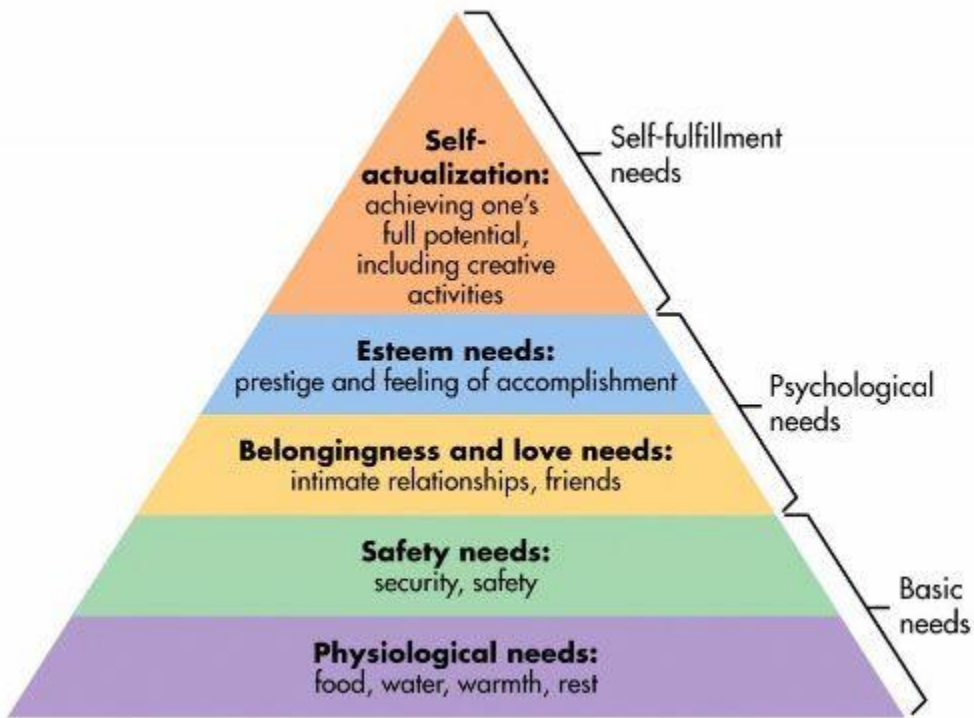 Self-
actualization:
achieving one's
full potential,
including creative
activities
Self-fulfillment
needs
Esteem needs:
prestige and feeling of accomplishment
Psychological
needs
Belongingness and love needs:
intimate relationships, friends
Safety needs:
security, safety
Basic
needs
Physiological needs:
food, water, warmth, rest